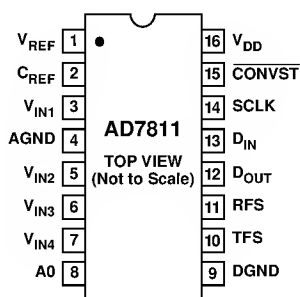 VREF 1
CREF 2
VIN1 3
AGND 4
VIN2 5
VIN3 6
VIN4 7
A0 8
AD7811
TOP VIEW
(Not to Scale)
16 VDD
15 CONVST
14 SCLK
13 DIN
12 DOUT
11 RFS
10 TFS
9 DGND